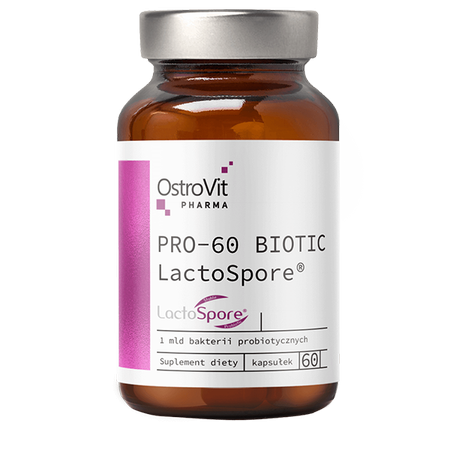 OstroVit
PHARMA
PRO-60 BIOTIC
LactoSpore®
LactoSpore®
1 mld bakterii probiotycznych
Suplement diety kapsułek 60